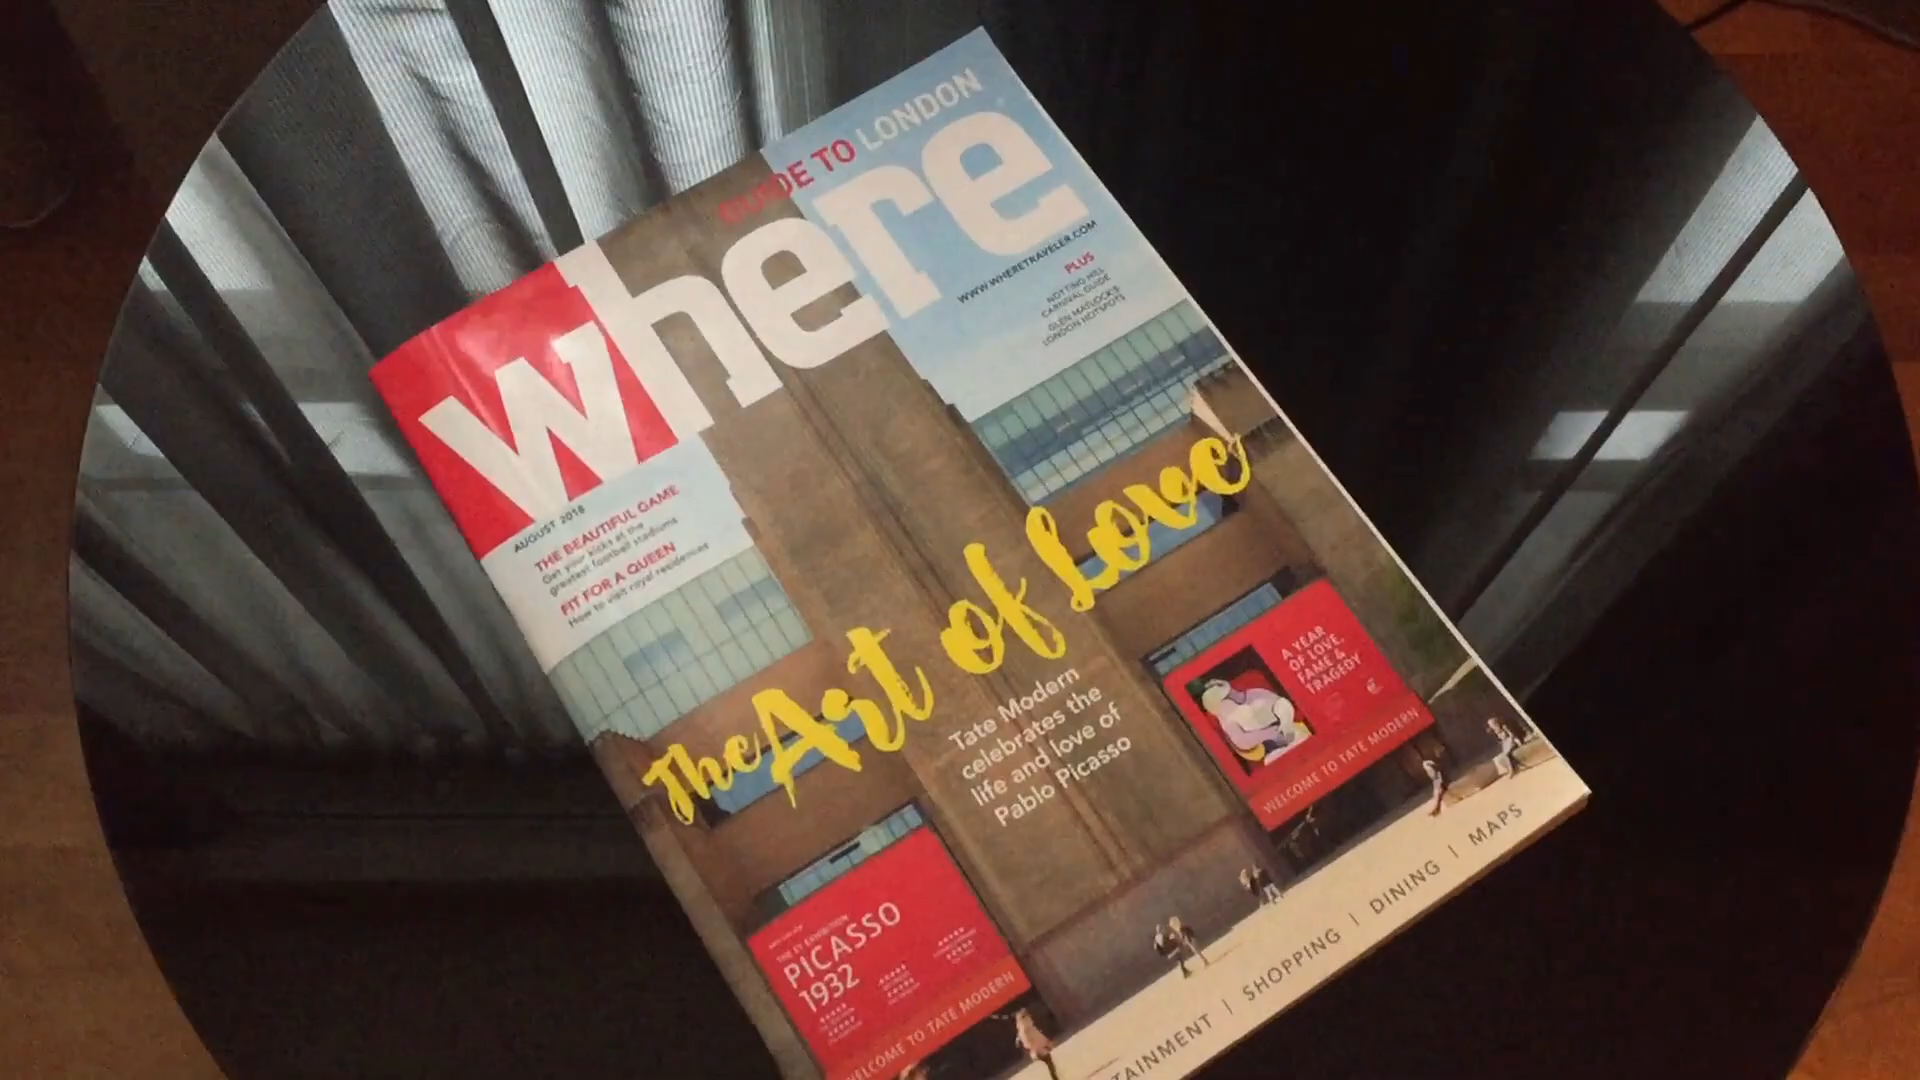 GUIDE TO LONDON
where
WWW.WHERETRAVELER.COM
PLUS
NOTTING HILL
CARNIVAL GUIDE
GLEN MATLOCK'S
LONDON HOTSPOTS
AUGUST 2018
THE BEAUTIFUL GAME
Get your kicks at the
greatest football stadiums
FIT FOR A QUEEN
How to visit royal residences
The Art of Love
Tate Modern
celebrates the
life and love of
Pablo Picasso
A YEAR
OF LOVE,
FAME &
TRAGEDY
WELCOME TO TATE MODERN
THE EY EXHIBITION
PICASSO
1932
WELCOME TO TATE MODERN
TAINMENT | SHOPPING | DINING | MAPS